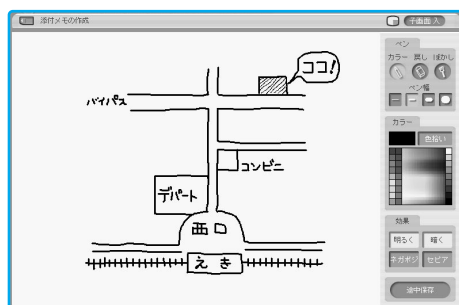 添付メモの作成
子画面 入
ココ!
バイパス
コンビニ
デパート
西口
えき
ペン
カラー 戻し ぼかし
ペン幅
カラー
色拾い
効果
明るく 暗く
ネガポジ セピア
途中保存